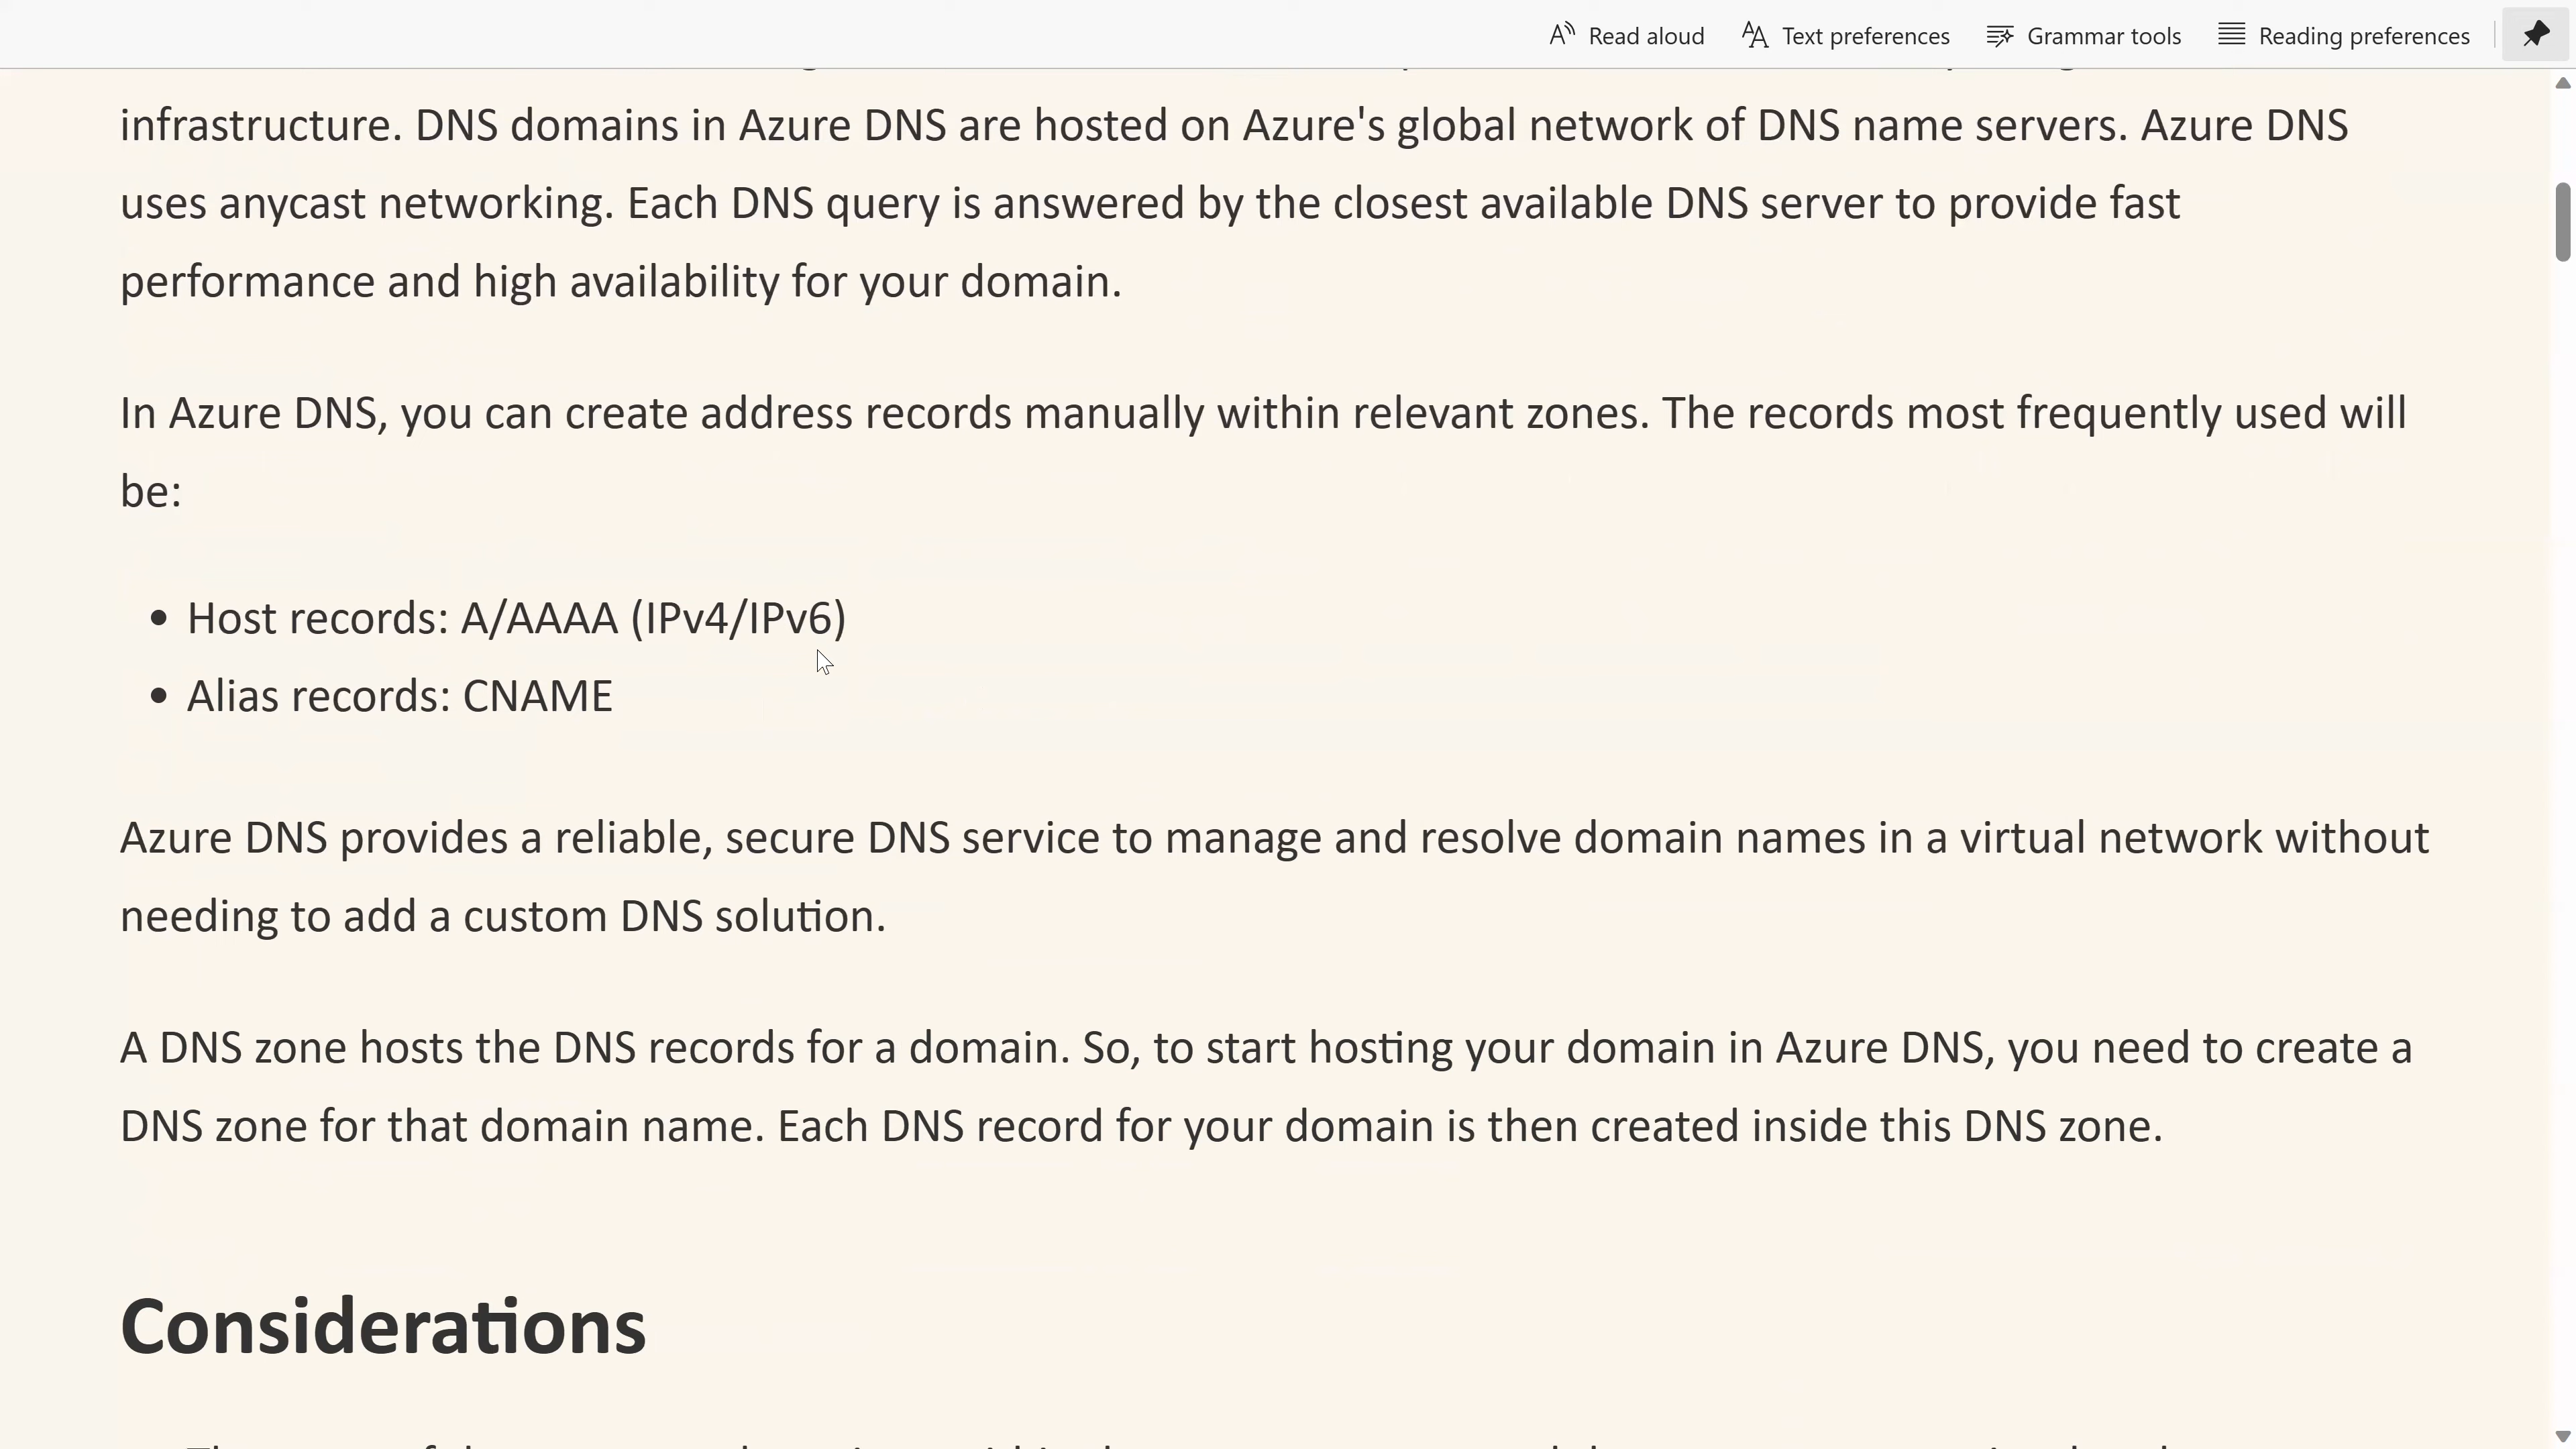 Read aloud Text preferences Grammar tools Reading preferences
infrastructure. DNS domains in Azure DNS are hosted on Azure's global network of DNS name servers. Azure DNS
uses anycast networking. Each DNS query is answered by the closest available DNS server to provide fast
performance and high availability for your domain.
In Azure DNS, you can create address records manually within relevant zones. The records most frequently used will
be:
• Host records: A/AAAA (IPv4/IPv6)
• Alias records: CNAME
Azure DNS provides a reliable, secure DNS service to manage and resolve domain names in a virtual network without
needing to add a custom DNS solution.
A DNS zone hosts the DNS records for a domain. So, to start hosting your domain in Azure DNS, you need to create a
DNS zone for that domain name. Each DNS record for your domain is then created inside this DNS zone.
Considerations